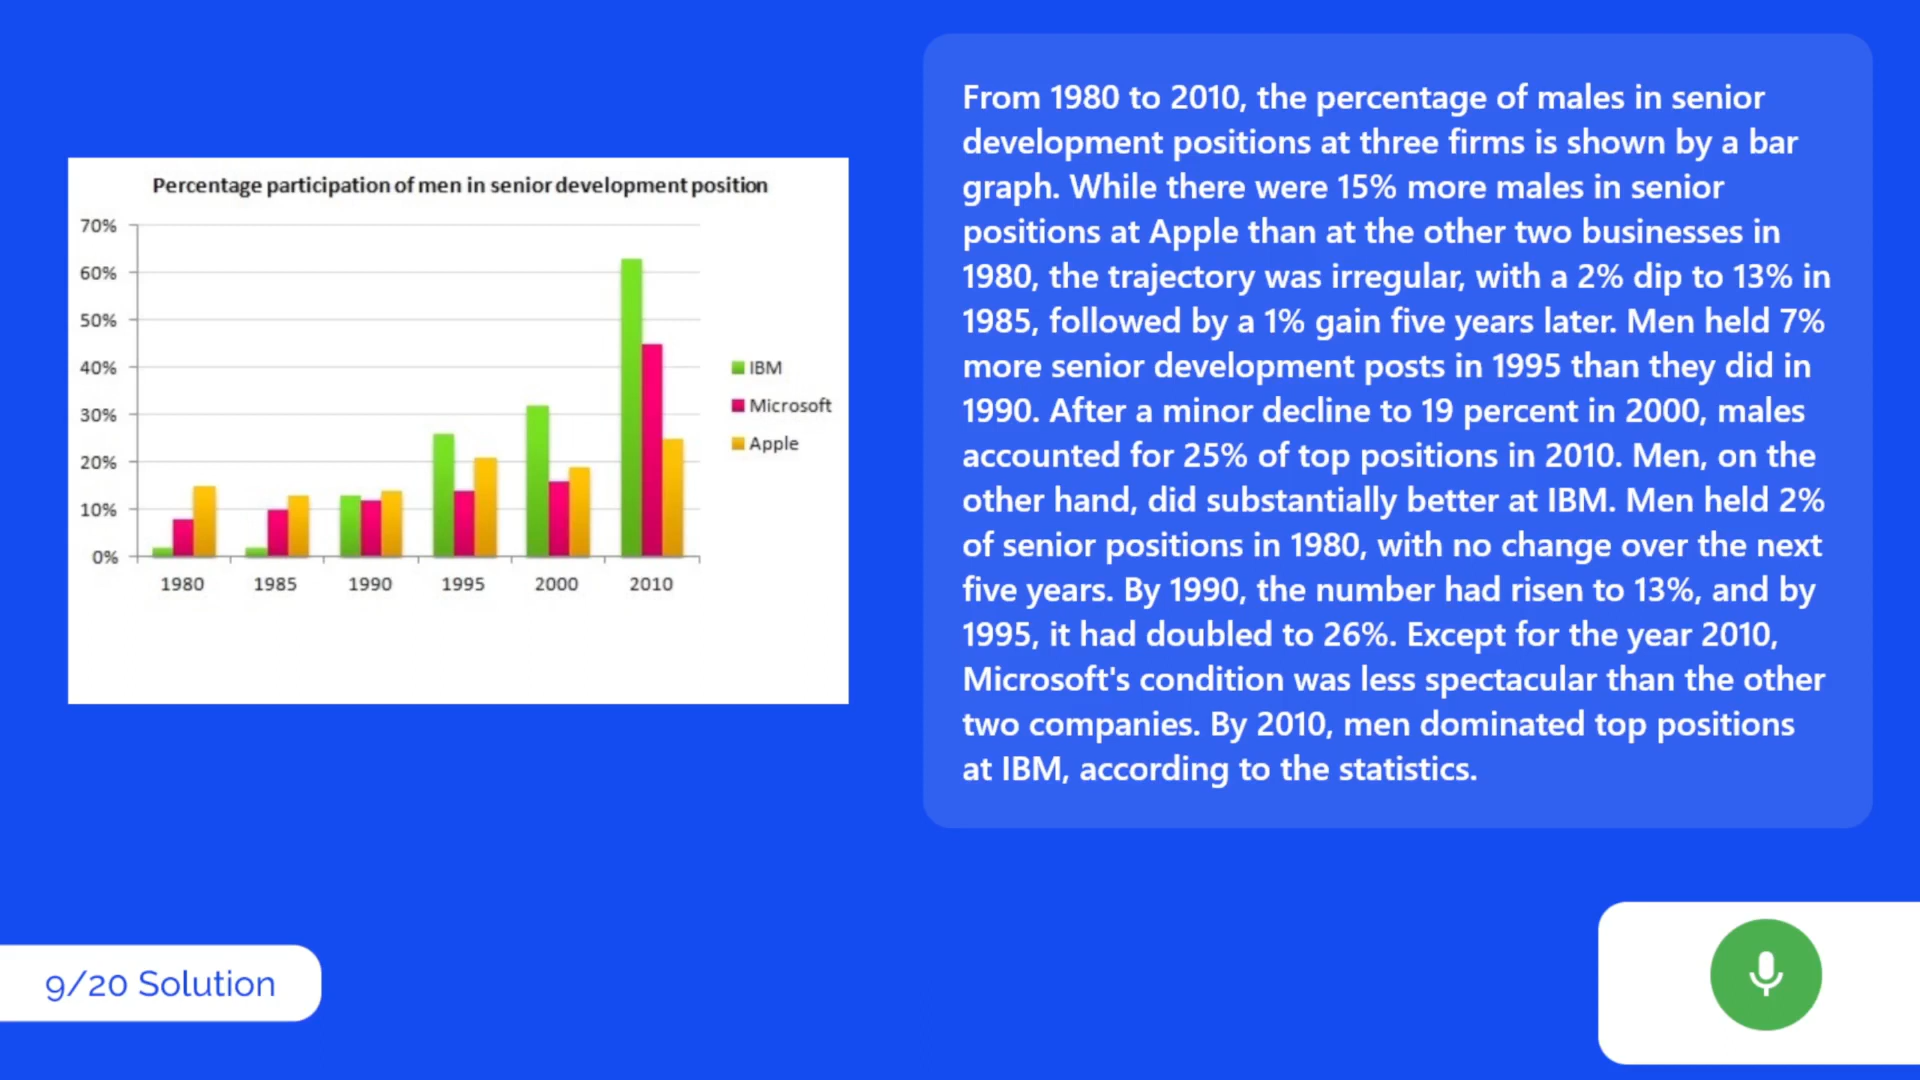 Percentage participation of men in senior development position
70%
60%
50%
40%
30%
20%
10%
0%
1980 1985 1990 1995 2000 2010
IBM
Microsoft
Apple
From 1980 to 2010, the percentage of males in senior
development positions at three firms is shown by a bar
graph. While there were 15% more males in senior
positions at Apple than at the other two businesses in
1980, the trajectory was irregular, with a 2% dip to 13% in
1985, followed by a 1% gain five years later. Men held 7%
more senior development posts in 1995 than they did in
1990. After a minor decline to 19 percent in 2000, males
accounted for 25% of top positions in 2010. Men, on the
other hand, did substantially better at IBM. Men held 2%
of senior positions in 1980, with no change over the next
five years. By 1990, the number had risen to 13%, and by
1995, it had doubled to 26%. Except for the year 2010,
Microsoft's condition was less spectacular than the other
two companies. By 2010, men dominated top positions
at IBM, according to the statistics.
9/20 Solution